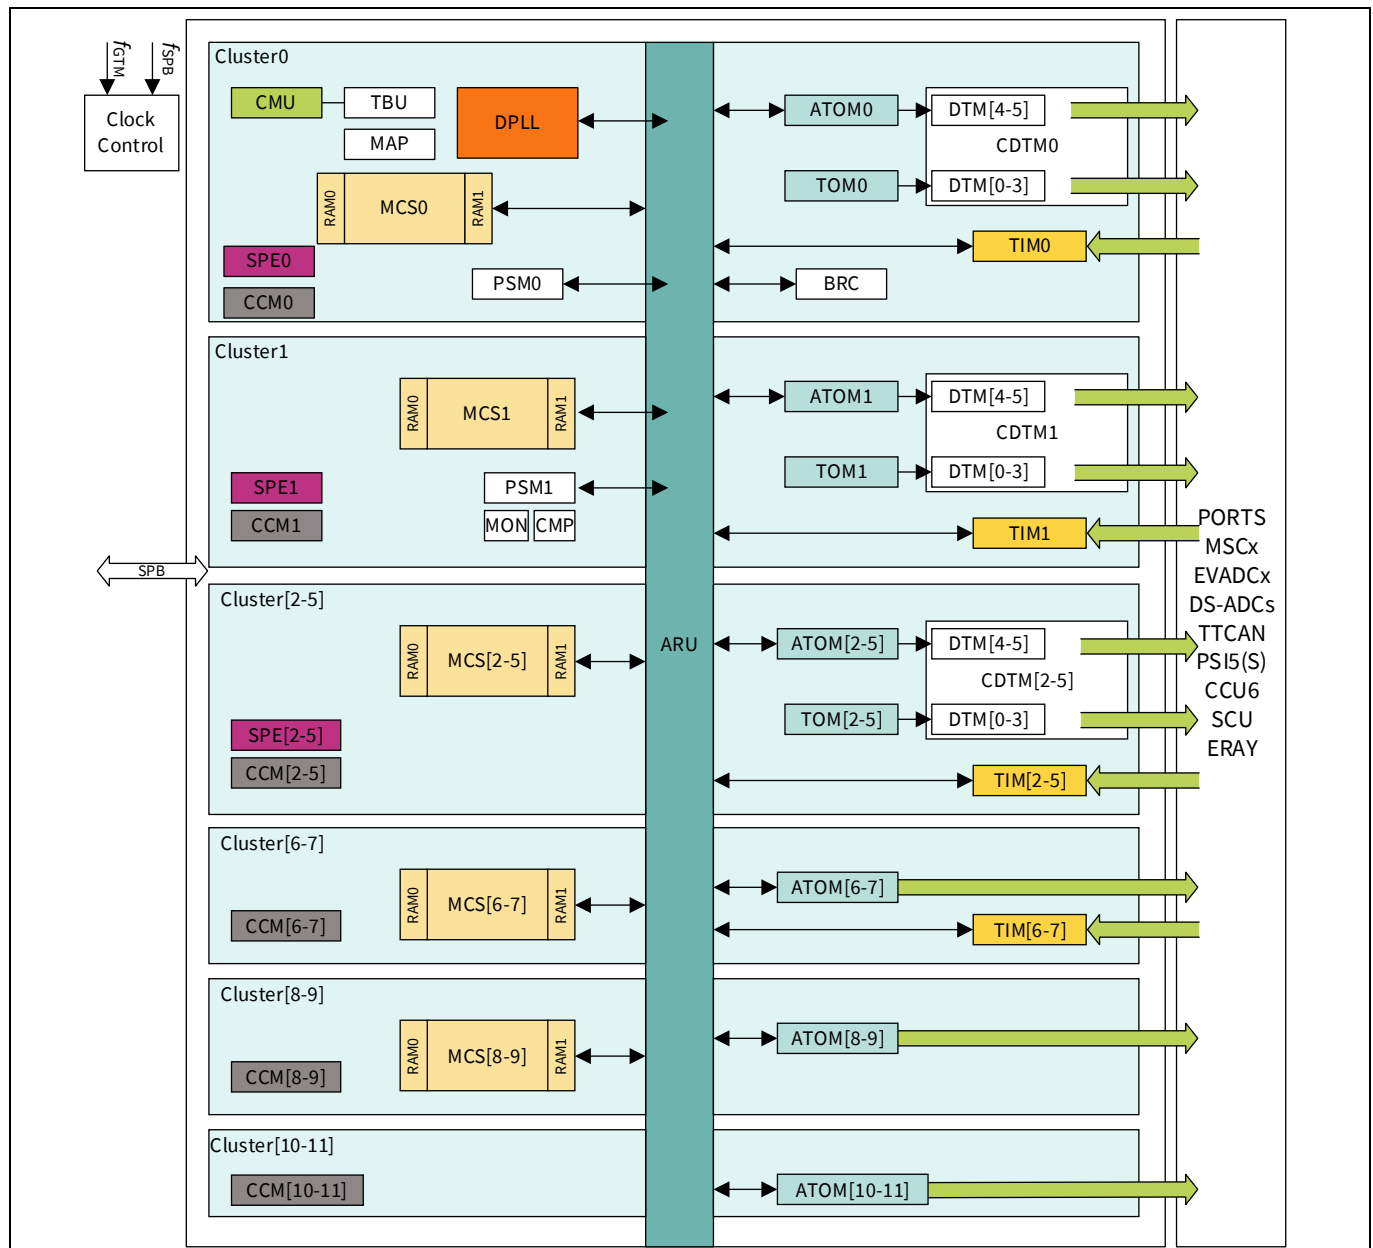 fGTM
fSPB
Clock
Control
Cluster0
CMU
TBU
MAP
DPLL
RAM0
MCS0
RAM1
SPE0
CCM0
PSM0
ATOM0
DTM[4-5]
CDTM0
TOM0
DTM[0-3]
TIM0
BRC
Cluster1
RAM0
MCS1
RAM1
SPE1
CCM1
PSM1
MON
CMP
ATOM1
DTM[4-5]
CDTM1
TOM1
DTM[0-3]
TIM1
SPB
ARU
Cluster[2-5]
RAM0
MCS[2-5]
RAM1
SPE[2-5]
CCM[2-5]
ATOM[2-5]
DTM[4-5]
CDTM[2-5]
TOM[2-5]
DTM[0-3]
TIM[2-5]
PORTS
MSCx
EVADCx
DS-ADCs
TTCAN
PSI5(S)
CCU6
SCU
ERAY
Cluster[6-7]
RAM0
MCS[6-7]
RAM1
CCM[6-7]
ATOM[6-7]
TIM[6-7]
Cluster[8-9]
RAM0
MCS[8-9]
RAM1
CCM[8-9]
ATOM[8-9]
Cluster[10-11]
CCM[10-11]
ATOM[10-11]